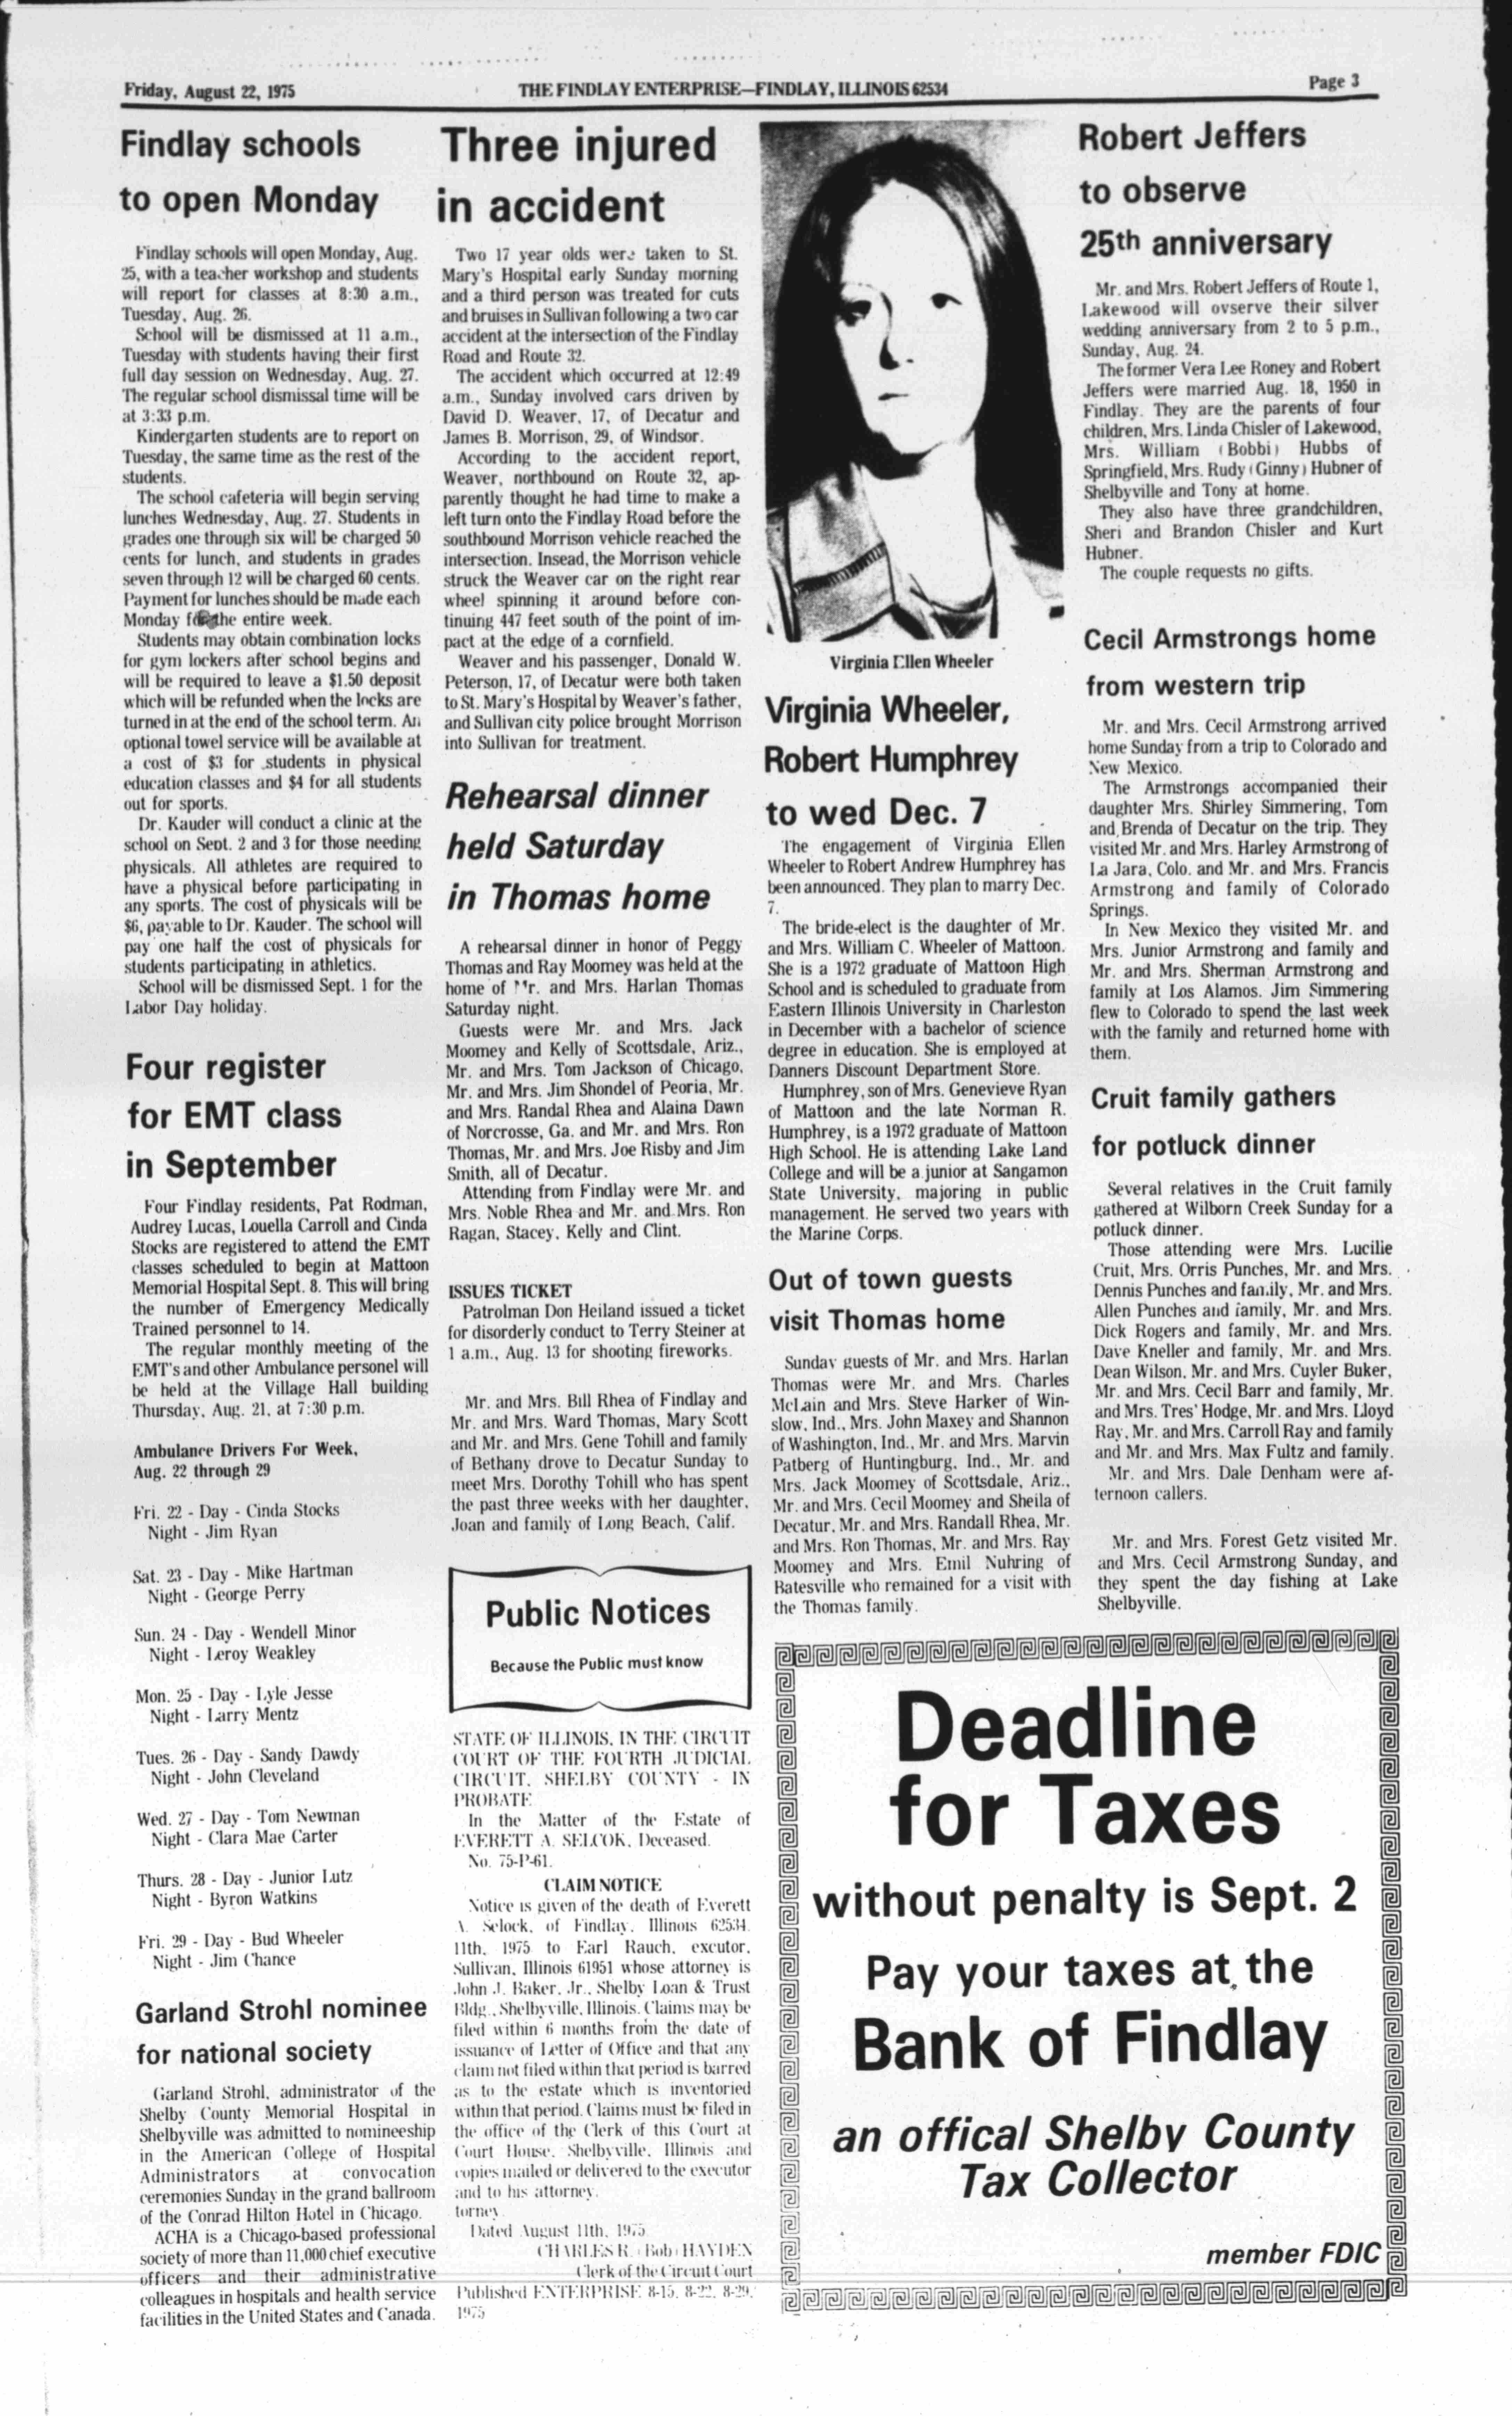 Friday, August 22, 1975
THE FINDLAY ENTERPRISE—FINDLAY, ILLINOIS 62534
Page 3
Findlay schools
to open Monday
Findlay schools will open Monday, Aug.
25, with a teacher workshop and students
will report for classes at 8:30 a.m.,
Tuesday, Aug. 26.
School will be dismissed at 11 a.m.,
Tuesday with students having their first
full day session on Wednesday, Aug. 27.
The regular school dismissal time will be
at 3:33 p.m.
Kindergarten students are to report on
Tuesday, the same time as the rest of the
students.
The school cafeteria will begin serving
lunches Wednesday, Aug. 27. Students in
grades one through six will be charged 50
cents for lunch, and students in grades
seven through 12 will be charged 60 cents.
Payment for lunches should be made each
Monday for the entire week.
Students may obtain combination locks
for gym lockers after school begins and
will be required to leave a $1.50 deposit
which will be refunded when the locks are
turned in at the end of the school term. An
optional towel service will be available at
a cost of $3 for students in physical
education classes and $4 for all students
out for sports.
Dr. Kauder will conduct a clinic at the
school on Sept. 2 and 3 for those needing
physicals. All athletes are required to
have a physical before participating in
any sports. The cost of physicals will be
$6, payable to Dr. Kauder. The school will
pay one half the cost of physicals for
students participating in athletics.
School will be dismissed Sept. 1 for the
Labor Day holiday.
Four register
for EMT class
in September
Four Findlay residents, Pat Rodman,
Audrey Lucas, Louella Carroll and Cinda
Stocks are registered to attend the EMT
classes scheduled to begin at Mattoon
Memorial Hospital Sept. 8. This will bring
the number of Emergency Medically
Trained personnel to 14.
The regular monthly meeting of the
EMT's and other Ambulance personel will
be held at the Village Hall building
Thursday, Aug. 21, at 7:30 p.m.
Ambulance Drivers For Week,
Aug. 22 through 29
Fri. 22 - Day - Cinda Stocks
Night - Jim Ryan
Sat. 23 - Day - Mike Hartman
Night - George Perry
Sun. 24 - Day - Wendell Minor
Night - Leroy Weakley
Mon. 25 - Day - Lyle Jesse
Night - Larry Mentz
Tues. 26 - Day - Sandy Dawdy
Night - John Cleveland
Wed. 27 - Day - Tom Newman
Night - Clara Mae Carter
Thurs. 28 - Day - Junior Lutz
Night - Byron Watkins
Fri. 29 - Day - Bud Wheeler
Night - Jim Chance
Garland Strohl nominee
for national society
Garland Strohl, administrator of the
Shelby County Memorial Hospital in
Shelbyville was admitted to nomineeship
in the American College of Hospital
Administrators at convocation
ceremonies Sunday in the grand ballroom
of the Conrad Hilton Hotel in Chicago.
ACHA is a Chicago-based professional
society of more than 11,000 chief executive
officers and their administrative
colleagues in hospitals and health service
facilities in the United States and Canada.
Three injured
in accident
Two 17 year olds were taken to St.
Mary's Hospital early Sunday morning
and a third person was treated for cuts
and bruises in Sullivan following a two car
accident at the intersection of the Findlay
Road and Route 32.
The accident which occurred at 12:49
a.m., Sunday involved cars driven by
David D. Weaver, 17, of Decatur and
James B. Morrison, 29, of Windsor.
According to the accident report,
Weaver, northbound on Route 32, ap-
parently thought he had time to make a
left turn onto the Findlay Road before the
southbound Morrison vehicle reached the
intersection. Insead, the Morrison vehicle
struck the Weaver car on the right rear
wheel spinning it around before con-
tinuing 447 feet south of the point of im-
pact at the edge of a cornfield.
Weaver and his passenger, Donald W.
Peterson, 17, of Decatur were both taken
to St. Mary's Hospital by Weaver's father,
and Sullivan city police brought Morrison
into Sullivan for treatment.
Rehearsal dinner
held Saturday
in Thomas home
A rehearsal dinner in honor of Peggy
Thomas and Ray Moomey was held at the
home of Mr. and Mrs. Harlan Thomas
Saturday night.
Guests were Mr. and Mrs. Jack
Moomey and Kelly of Scottsdale, Ariz.,
Mr. and Mrs. Tom Jackson of Chicago,
Mr. and Mrs. Jim Shondel of Peoria, Mr.
and Mrs. Randal Rhea and Alaina Dawn
of Norcrosse, Ga. and Mr. and Mrs. Ron
Thomas, Mr. and Mrs. Joe Risby and Jim
Smith, all of Decatur.
Attending from Findlay were Mr. and
Mrs. Noble Rhea and Mr. and Mrs. Ron
Ragan, Stacey, Kelly and Clint.
ISSUES TICKET
Patrolman Don Heiland issued a ticket
for disorderly conduct to Terry Steiner at
1 a.m., Aug. 13 for shooting fireworks.
Mr. and Mrs. Bill Rhea of Findlay and
Mr. and Mrs. Ward Thomas, Mary Scott
and Mr. and Mrs. Gene Tohill and family
of Bethany drove to Decatur Sunday to
meet Mrs. Dorothy Tohill who has spent
the past three weeks with her daughter,
Joan and family of Long Beach, Calif.
Public Notices
Because the Public must know
STATE OF ILLINOIS, IN THE CIRCUIT
COURT OF THE FOURTH JUDICIAL
CIRCUIT, SHELBY COUNTY - IN
PROBATE
In the Matter of the Estate of
EVERETT A. SELCOK, Deceased.
No. 75-P-61.
CLAIM NOTICE
Notice is given of the death of Everett
A. Selock, of Findlay, Illinois 62534.
11th, 1975 to Earl Rauch, excutor,
Sullivan, Illinois 61951 whose attorney is
John J. Baker, Jr., Shelby Loan & Trust
Bldg., Shelbyville, Illinois. Claims may be
filed within 6 months from the date of
issuance of Letter of Office and that any
claim not filed within that period is barred
as to the estate which is inventoried
within that period. Claims must be filed in
the office of the Clerk of this Court at
Court House, Shelbyville, Illinois and
copies mailed or delivered to the executor
and to his attorney.
torney.
Dated August 11th, 1975
CHARLES R. (Bob) HAYDEN
Clerk of the Circuit Court
Published ENTERPRISE 8-15, 8-22, 8-29,
1975
Virginia Ellen Wheeler
Virginia Wheeler,
Robert Humphrey
to wed Dec. 7
The engagement of Virginia Ellen
Wheeler to Robert Andrew Humphrey has
been announced. They plan to marry Dec.
7.
The bride-elect is the daughter of Mr.
and Mrs. William C. Wheeler of Mattoon.
She is a 1972 graduate of Mattoon High
School and is scheduled to graduate from
Eastern Illinois University in Charleston
in December with a bachelor of science
degree in education. She is employed at
Danners Discount Department Store.
Humphrey, son of Mrs. Genevieve Ryan
of Mattoon and the late Norman R.
Humphrey, is a 1972 graduate of Mattoon
High School. He is attending Lake Land
College and will be a junior at Sangamon
State University, majoring in public
management. He served two years with
the Marine Corps.
Out of town guests
visit Thomas home
Sunday guests of Mr. and Mrs. Harlan
Thomas were Mr. and Mrs. Charles
McLain and Mrs. Steve Harker of Win-
slow, Ind., Mrs. John Maxey and Shannon
of Washington, Ind., Mr. and Mrs. Marvin
Patberg of Huntingburg, Ind., Mr. and
Mrs. Jack Moomey of Scottsdale, Ariz.,
Mr. and Mrs. Cecil Moomey and Sheila of
Decatur, Mr. and Mrs. Randall Rhea, Mr.
and Mrs. Ron Thomas, Mr. and Mrs. Ray
Moomey and Mrs. Emil Nuhring of
Batesville who remained for a visit with
the Thomas family.
Robert Jeffers
to observe
25th anniversary
Mr. and Mrs. Robert Jeffers of Route 1,
Lakewood will ovserve their silver
wedding anniversary from 2 to 5 p.m.,
Sunday, Aug. 24.
The former Vera Lee Roney and Robert
Jeffers were married Aug. 18, 1950 in
Findlay. They are the parents of four
children, Mrs. Linda Chisler of Lakewood,
Mrs. William (Bobbi) Hubbs of
Springfield, Mrs. Rudy (Ginny) Hubner of
Shelbyville and Tony at home.
They also have three grandchildren,
Sheri and Brandon Chisler and Kurt
Hubner.
The couple requests no gifts.
Cecil Armstrongs home
from western trip
Mr. and Mrs. Cecil Armstrong arrived
home Sunday from a trip to Colorado and
New Mexico.
The Armstrongs accompanied their
daughter Mrs. Shirley Simmering, Tom
and Brenda of Decatur on the trip. They
visited Mr. and Mrs. Harley Armstrong of
La Jara, Colo. and Mr. and Mrs. Francis
Armstrong and family of Colorado
Springs.
In New Mexico they visited Mr. and
Mrs. Junior Armstrong and family and
Mr. and Mrs. Sherman Armstrong and
family at Los Alamos. Jim Simmering
flew to Colorado to spend the last week
with the family and returned home with
them.
Cruit family gathers
for potluck dinner
Several relatives in the Cruit family
gathered at Wilborn Creek Sunday for a
potluck dinner.
Those attending were Mrs. Lucille
Cruit, Mrs. Orris Punches, Mr. and Mrs.
Dennis Punches and family, Mr. and Mrs.
Allen Punches and family, Mr. and Mrs.
Dick Rogers and family, Mr. and Mrs.
Dave Kneller and family, Mr. and Mrs.
Dean Wilson, Mr. and Mrs. Cuyler Buker,
Mr. and Mrs. Cecil Barr and family, Mr.
and Mrs. Tres' Hodge, Mr. and Mrs. Lloyd
Ray, Mr. and Mrs. Carroll Ray and family
and Mr. and Mrs. Max Fultz and family.
Mr. and Mrs. Dale Denham were af-
ternoon callers.
Mr. and Mrs. Forest Getz visited Mr.
and Mrs. Cecil Armstrong Sunday, and
they spent the day fishing at Lake
Shelbyville.
Deadline
for Taxes
without penalty is Sept. 2
Pay your taxes at the
Bank of Findlay
an offical Shelby County
Tax Collector
member FDIC